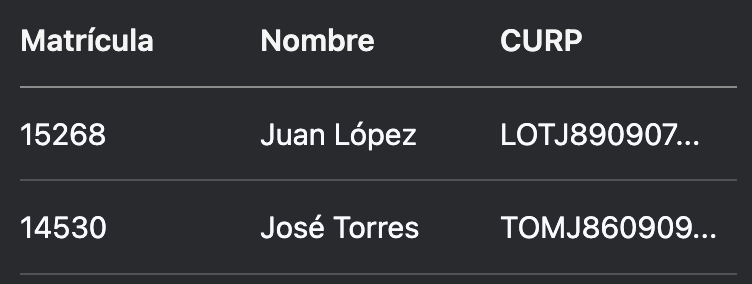 Matrícula Nombre CURP
15268 Juan López LOTJ890907...
14530 José Torres TOMJ860909...